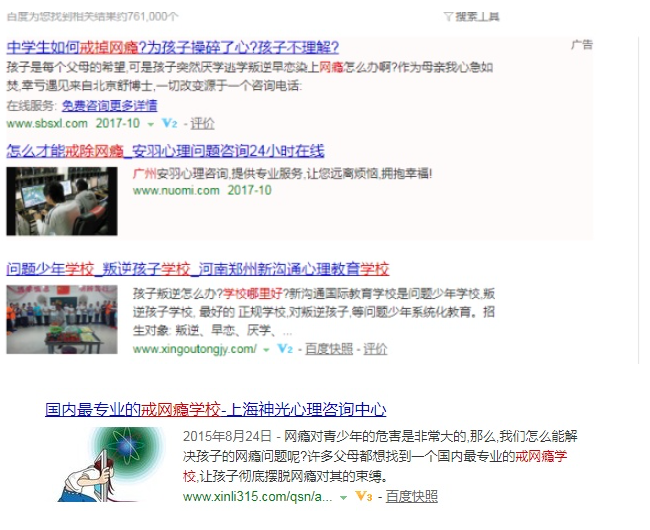 百度为您找到相关结果约761,000个 搜索工具
中学生如何戒掉网瘾?为孩子操碎了心?孩子不理解? 广告
孩子是每个父母的希望,可是孩子突然厌学逃学叛逆早恋染上网瘾怎么办啊?作为母亲我心急如
焚,幸亏遇见来自北京舒博士,一切改变源于一个咨询电话:
在线服务: 免费咨询更多详情
www.sbsxl.com 2017-10 V2 - 评价
怎么才能戒除网瘾_安羽心理问题咨询24小时在线
广州安羽心理咨询,提供专业服务,让您远离烦恼,拥抱幸福!
www.nuomi.com 2017-10
问题少年学校_叛逆孩子学校_河南郑州新沟通心理教育学校
孩子叛逆怎么办?学校哪里好?新沟通国际教育学校是问题少年学校,叛
逆孩子学校, 最好的 正规学校,对叛逆孩子,等问题少年系统化教育。招
生对象: 叛逆、早恋、厌学、...
www.xingoutongjy.com/ V2 - 百度快照 - 评价
国内最专业的戒网瘾学校-上海神光心理咨询中心
2015年8月24日 - 网瘾对青少年的危害是非常大的,那么,我们怎么能解
决孩子的网瘾问题呢?许多父母都想找到一个国内最专业的戒网瘾学
校,让孩子彻底摆脱网瘾对其的束缚。
www.xinli315.com/qsn/a... V3 - 百度快照